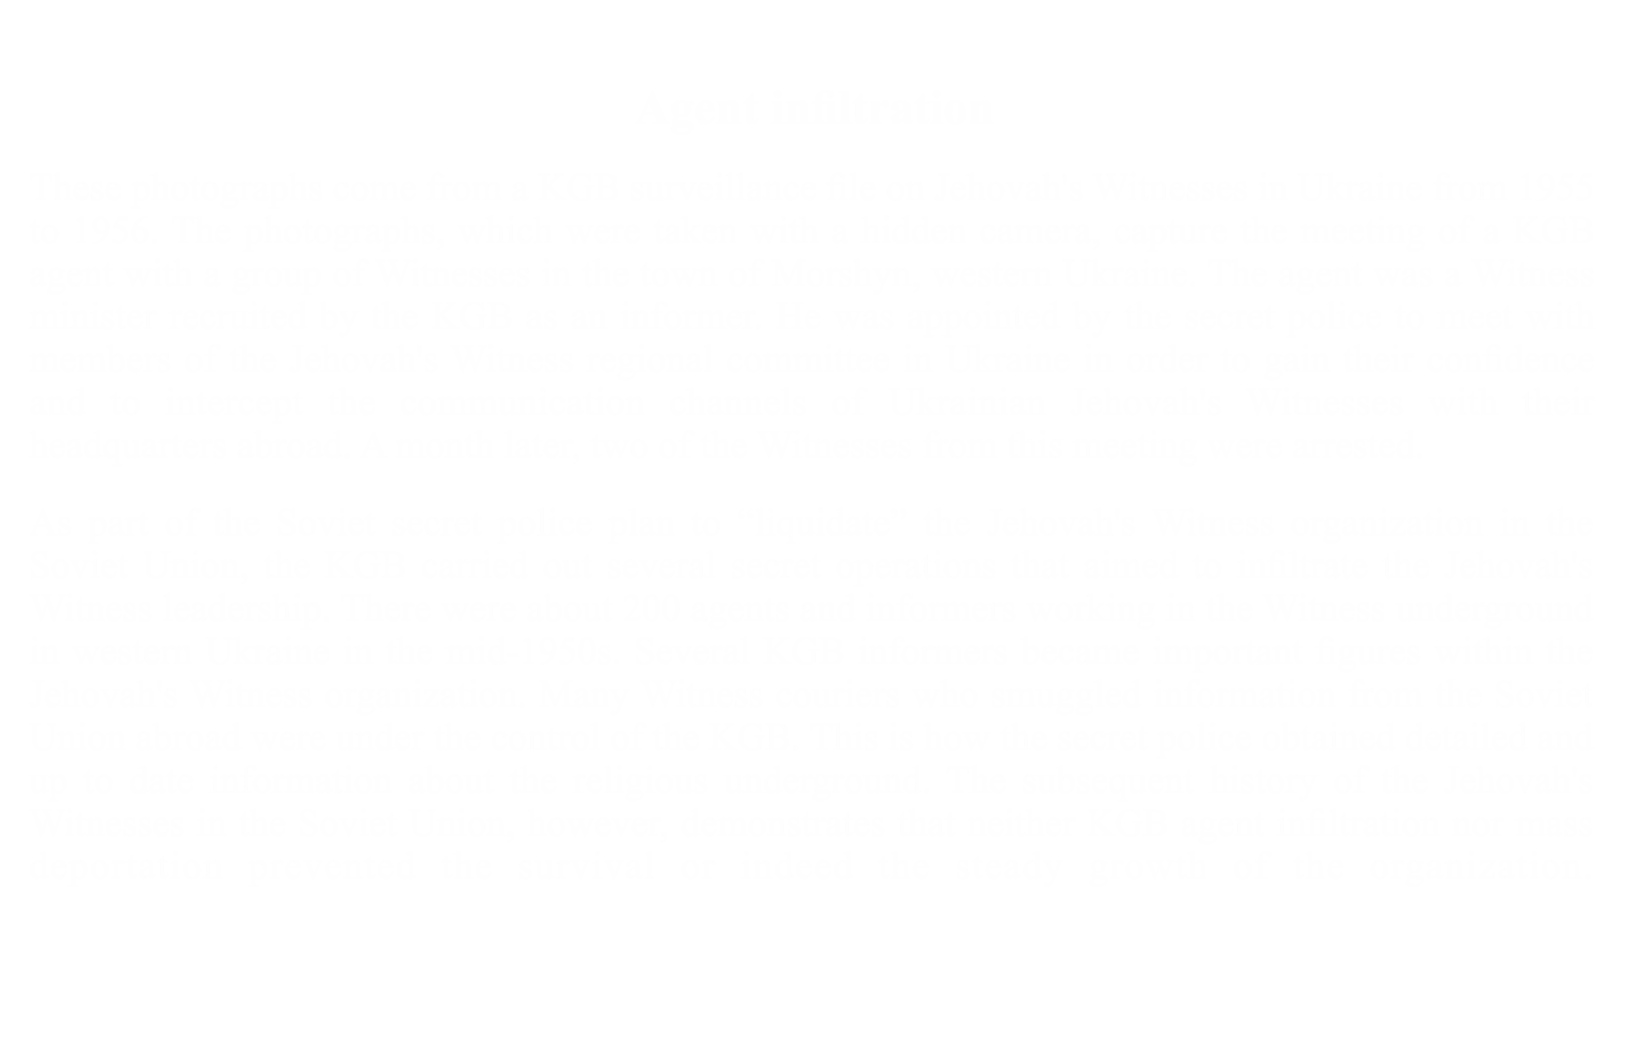 Agent infiltration
These photographs come from a KGB surveillance file on Jehovah's Witnesses in Ukraine from 1955
to 1956. The photographs, which were taken with a hidden camera, capture the meeting of a KGB
agent with a group of Witnesses in the town of western Ukraine. The agent was a Witness
recruited by the KGB as an informer. He was appointed by the secret police to meet with
members of the Jehovah's Witness regional committee in Ukraine in order to gain their confidence
and to the communication channels of Ukrainian Jehovah's Witnesses with their
headquarters abroad. A month later, two of the Witnesses from this meeting were arrested.
As part of the Soviet secret police plan to the Jehovah's Witness organization in the
Soviet Union, the KGB carried out several secret operations that aimed to the Jehovah's
Witness leadership. There were about agents and informers working in the Witness underground
in western Ukraine in the mid 1950s. Several KGB informers became important figures within the
Jehovah's Witness organization. Many Witness couriers who smuggled information from the Soviet
Union abroad were under the control of the KGB. This is how the secret police obtained detailed and
up to date information about the religious underground. The subsequent history of the Jehovah's
Witnesses in the Soviet Union, however, demonstrates that neither KGB agent infiltration nor mass
deportation prevented the survival or indeed the steady growth of the organization.